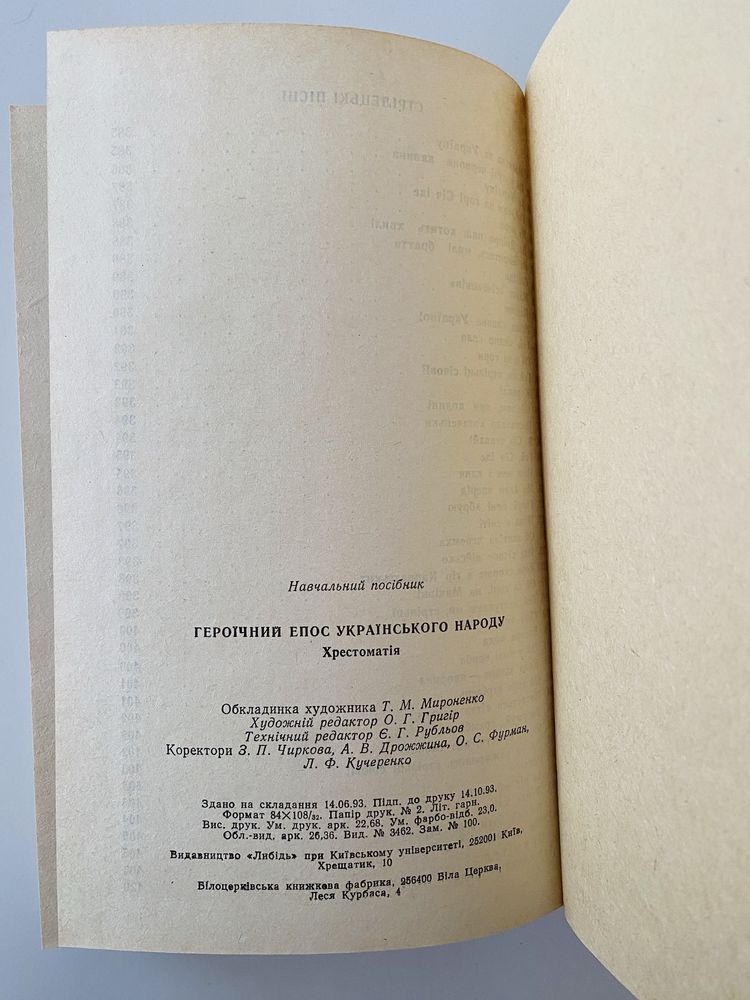 Навчальний посібник
ГЕРОЇЧНИЙ ЕПОС УКРАЇНСЬКОГО НАРОДУ
Хрестоматія
Обкладинка художника Т. М. Мироненко
Художній редактор О. Г. Григір
Технічний редактор Є. Г. Рубльов
Коректори З. П. Чиркова, А. В. Дрожжина, О. С. Фурман,
Л. Ф. Кучеренко
Здано на складання 14.06.93. Підп. до друку 14.10.93.
Формат 84×108/32. Папір друк. № 2. Літ. гарн.
Вис. друк. Ум. друк. арк. 22,68. Ум. фарбо-відб. 23,0.
Обл.-вид. арк. 26,36. Вид. № 3462. Зам. № 100.
Видавництво «Либідь» при Київському університеті, 252001 Київ,
Хрещатик, 10
Білоцерківська книжкова фабрика, 256400 Біла Церква,
Леся Курбаса, 4